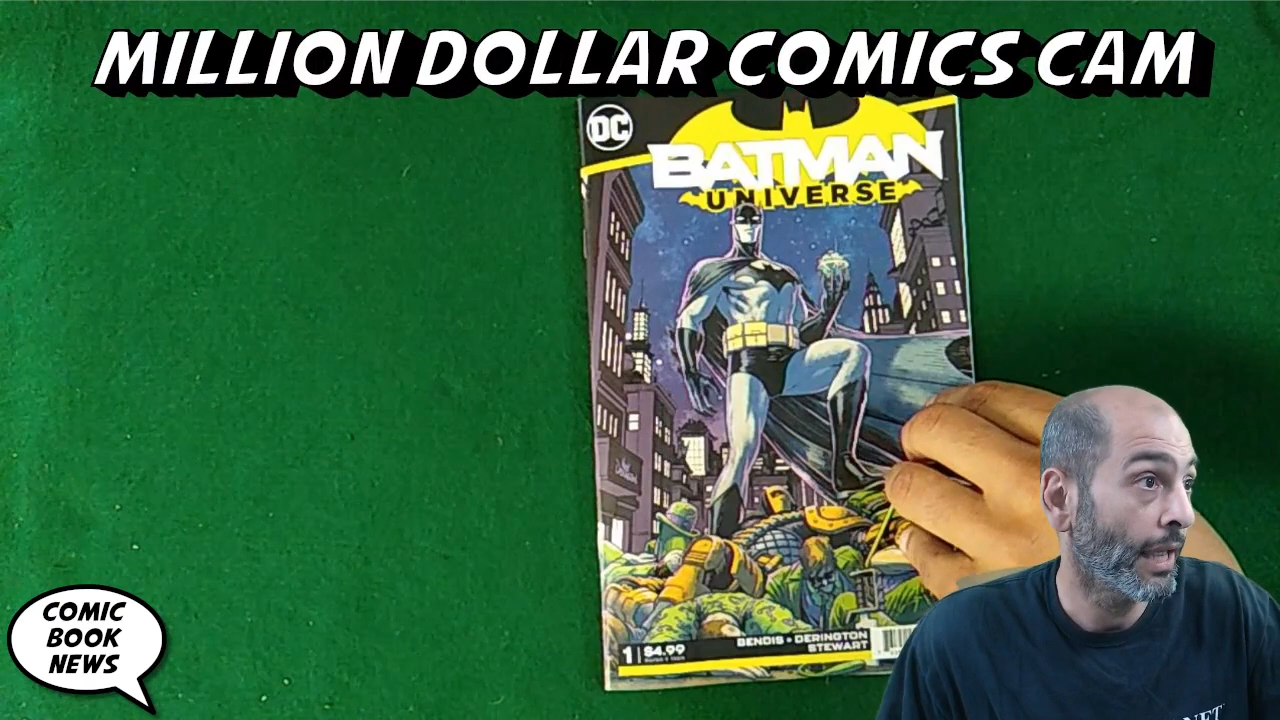 MILLION DOLLAR COMICS CAM
DC
BATMAN
UNIVERSE
BENDIS • DERINGTON
STEWART
1 $4.99
COMIC
BOOK
NEWS